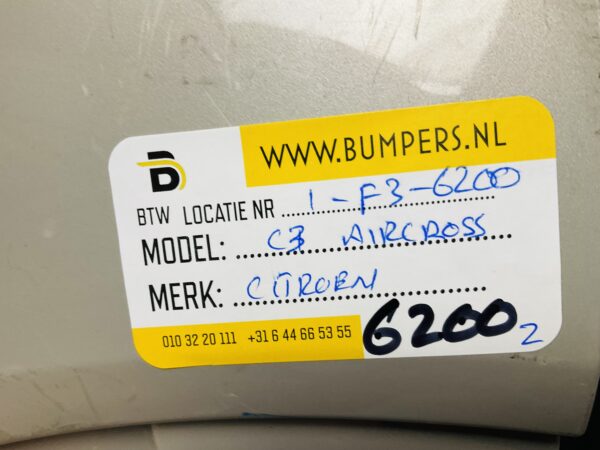 WWW.BUMPERS.NL
BTW LOCATIE NR 1-F3-6200
MODEL: C3 AIRCROSS
MERK: CITROEN
010 32 20 111 +31 6 44 66 53 55 6200 2